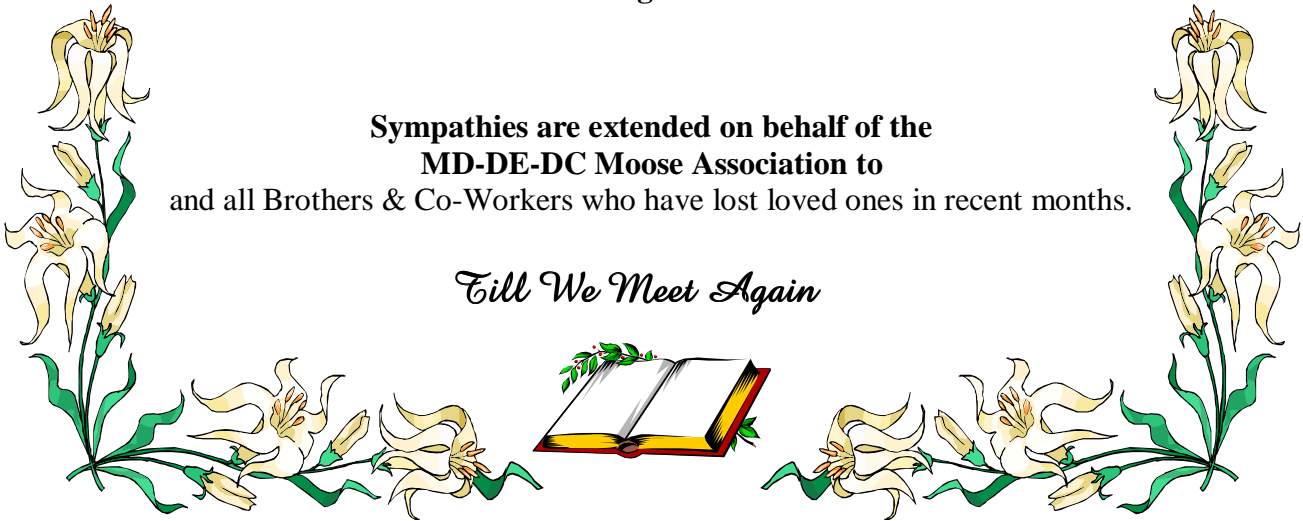 Sympathies are extended on behalf of the
MD-DE-DC Moose Association to
and all Brothers & Co-Workers who have lost loved ones in recent months.
Till We Meet Again